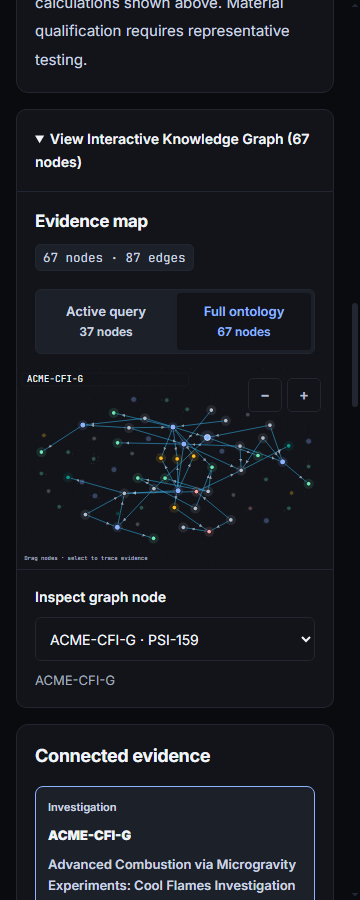 calculations shown above. Material
qualification requires representative
testing.
▼ View Interactive Knowledge Graph (67
nodes)
Evidence map
67 nodes · 87 edges
Active query
37 nodes
Full ontology
67 nodes
ACME-CFI-G
−
+
Drag nodes · select to trace evidence
Inspect graph node
ACME-CFI-G · PSI-159
ACME-CFI-G
Connected evidence
Investigation
ACME-CFI-G
Advanced Combustion via Microgravity
Experiments: Cool Flames Investigation